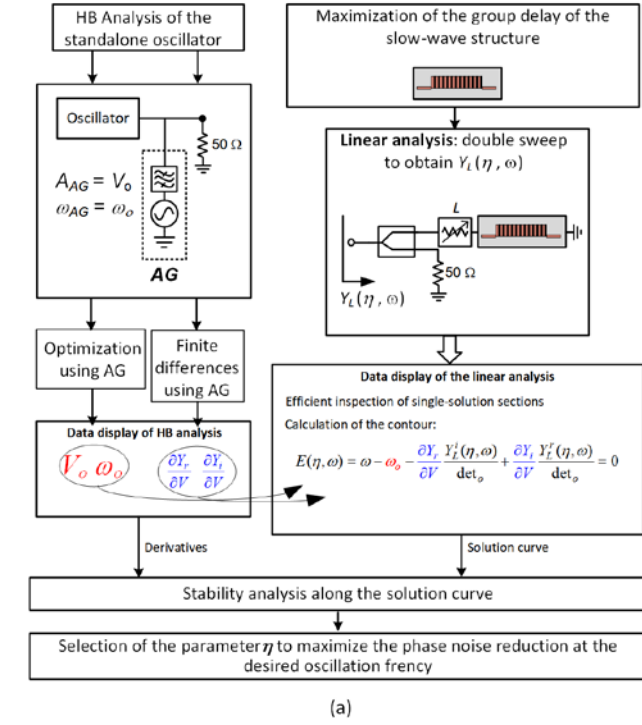 HB Analysis of the
standalone oscillator
Oscillator
50 Ω
A_AG = V_o
ω_AG = ω_o
AG
Optimization
using AG
Finite
differences
using AG
Data display of HB analysis
V_o ω_o
∂Y_r/∂V ∂Y_i/∂V
Derivatives
Maximization of the group delay of the
slow-wave structure
Linear analysis: double sweep
to obtain Y_L(η, ω)
L
50 Ω
Y_L(η, ω)
Data display of the linear analysis
Efficient inspection of single-solution sections
Calculation of the contour:
E(η,ω) = ω − ω_o − ∂Y_r/∂V Y_L^i(η,ω)/det_o + ∂Y_i/∂V Y_L^r(η,ω)/det_o = 0
Solution curve
Stability analysis along the solution curve
Selection of the parameter η to maximize the phase noise reduction at the
desired oscillation frency
(a)